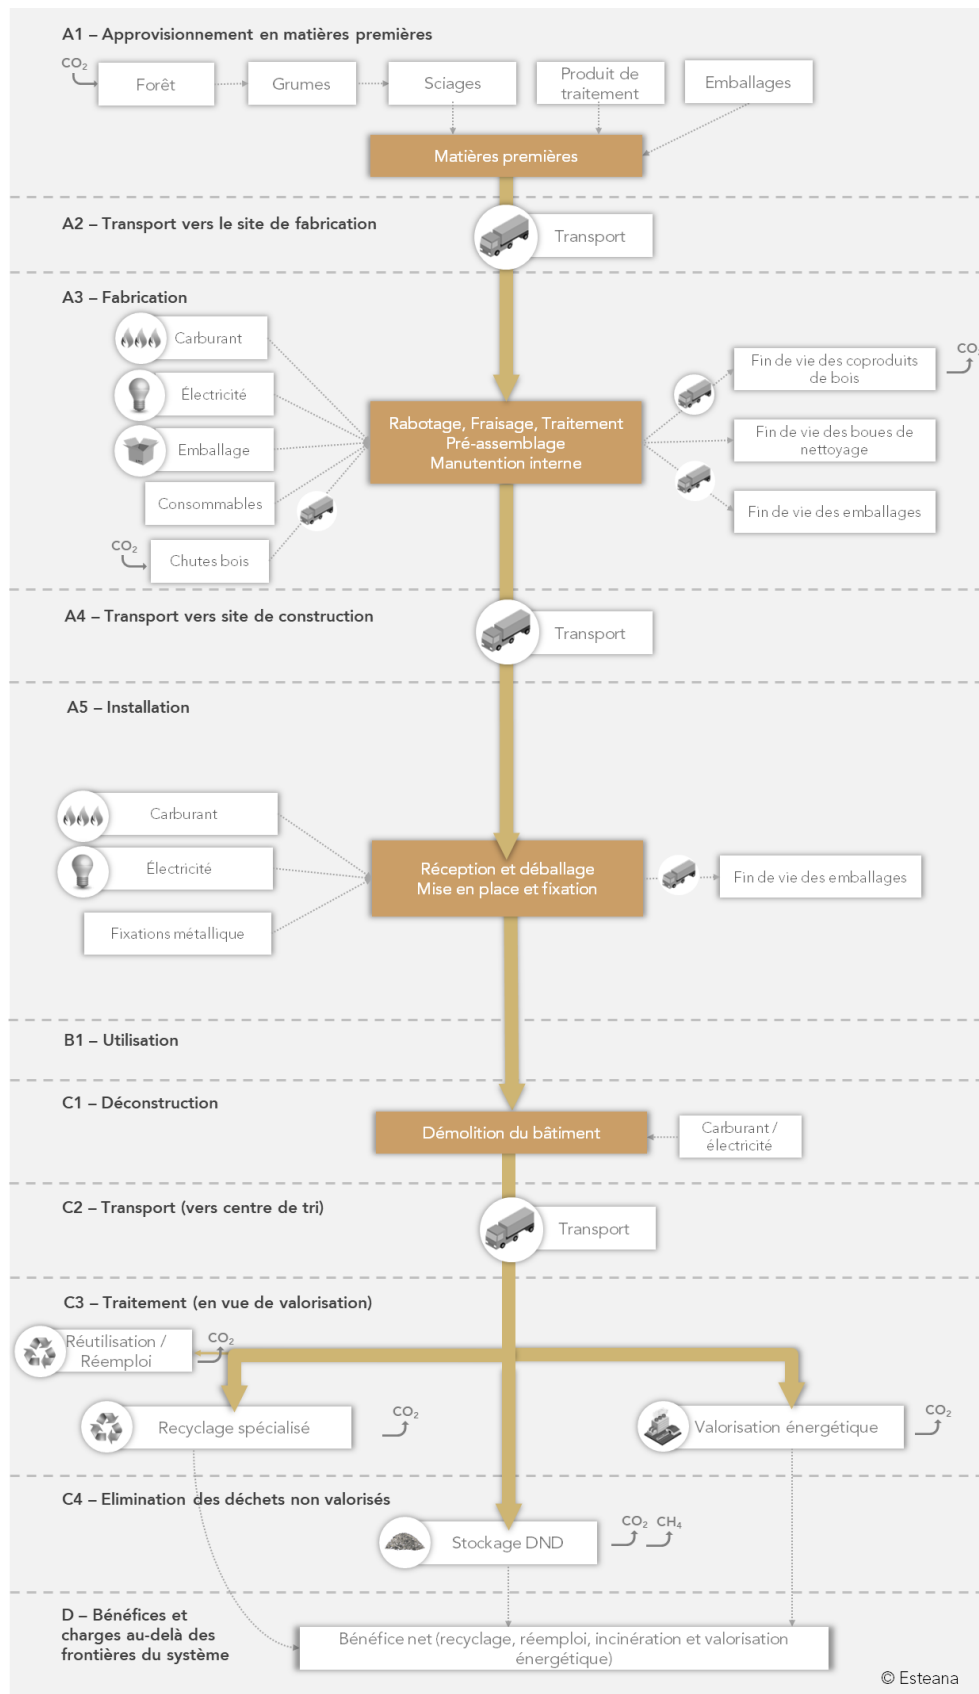 A1 – Approvisionnement en matières premières
CO2
Forêt
Grumes
Sciages
Produit de
traitement
Emballages
Matières premières
A2 – Transport vers le site de fabrication
Transport
A3 – Fabrication
Carburant
Électricité
Emballage
Consommables
CO2
Chutes bois
Rabotage, Fraisage, Traitement
Pré-assemblage
Manutention interne
CO2
Fin de vie des coproduits
de bois
Fin de vie des boues de
nettoyage
Fin de vie des emballages
A4 – Transport vers site de construction
Transport
A5 – Installation
Carburant
Électricité
Fixations métallique
Réception et déballage
Mise en place et fixation
Fin de vie des emballages
B1 – Utilisation
C1 – Déconstruction
Démolition du bâtiment
Carburant /
électricité
C2 – Transport (vers centre de tri)
Transport
C3 – Traitement (en vue de valorisation)
Réutilisation /
Réemploi
CO2
Recyclage spécialisé
CO2
Valorisation énergétique
CO2
C4 – Elimination des déchets non valorisés
Stockage DND
CO2 CH4
D – Bénéfices et
charges au-delà des
frontières du système
Bénéfice net (recyclage, réemploi, incinération et valorisation
énergétique)
© Esteana